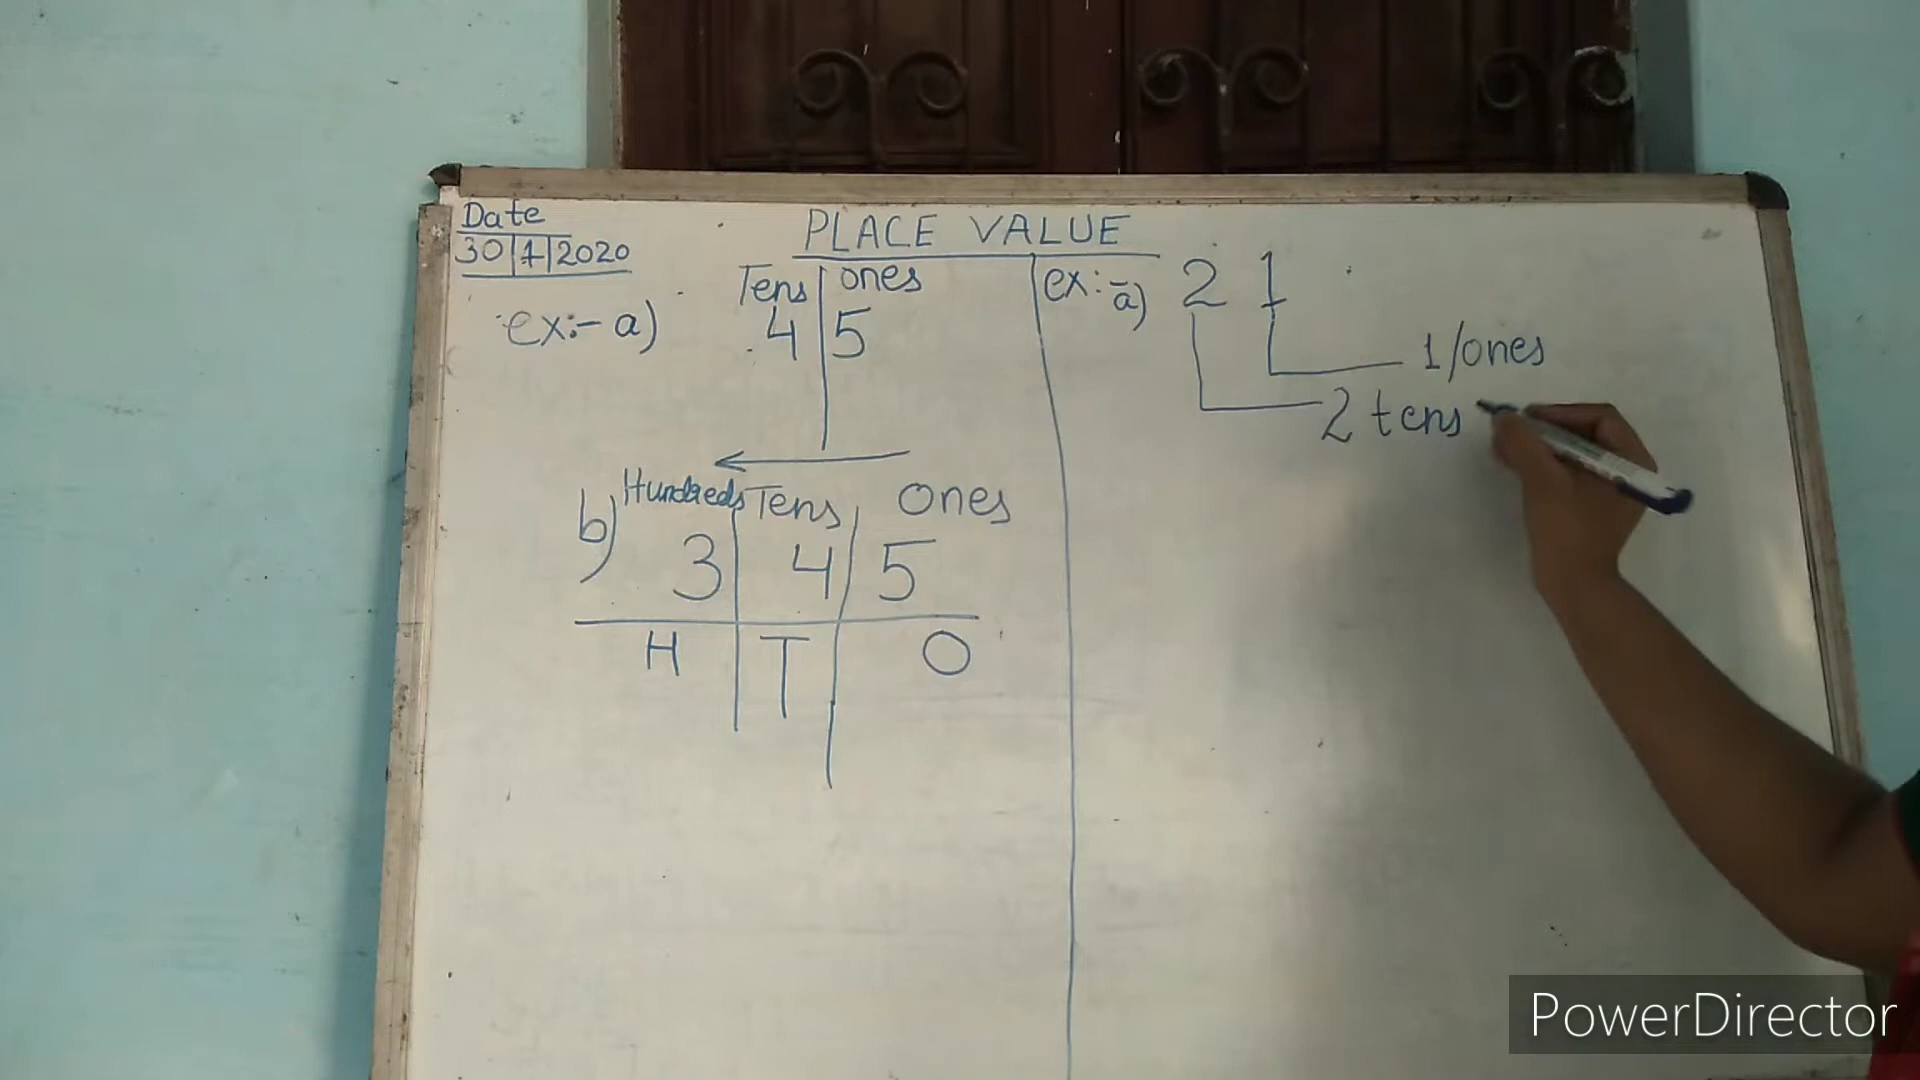 Date
30/7/2020
PLACE VALUE
Tens ones
ex:- a) 4 5
Hundreds Tens Ones
b) 3 4 5
H T O
ex:- a) 2 1
1/ones
2 tens
PowerDirector